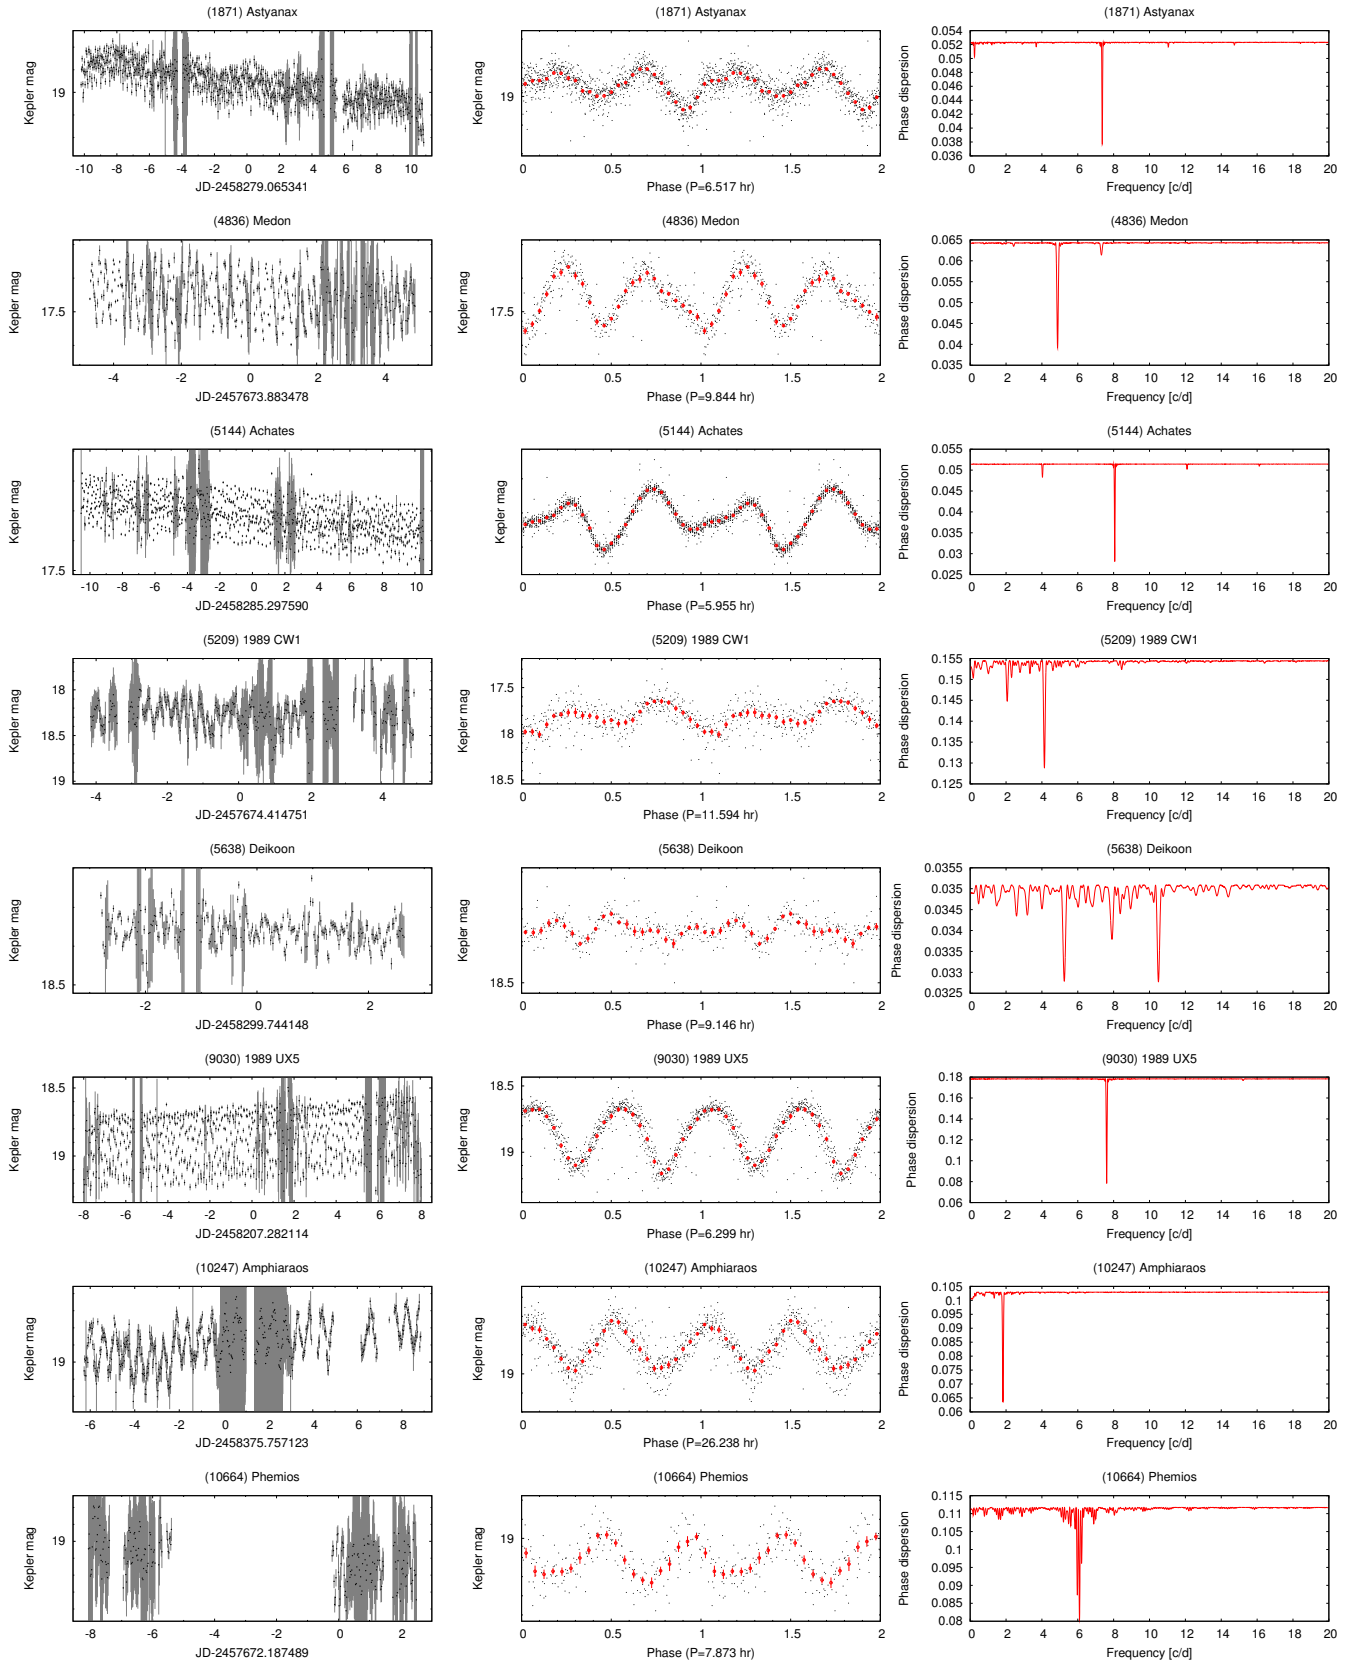 (1871) Astyanax (1871) Astyanax (1871) Astyanax
Kepler mag
19
-10 -8 -6 -4 -2 0 2 4 6 8 10
JD-2458279.065341
Kepler mag
19
0 0.5 1 1.5 2
Phase (P=6.517 hr)
Phase dispersion
0.054
0.052
0.05
0.048
0.046
0.044
0.042
0.04
0.038
0.036
0 2 4 6 8 10 12 14 16 18 20
Frequency [c/d]
(4836) Medon (4836) Medon (4836) Medon
Kepler mag
17.5
-4 -2 0 2 4
JD-2457673.883478
Kepler mag
17.5
0 0.5 1 1.5 2
Phase (P=9.844 hr)
Phase dispersion
0.065
0.06
0.055
0.05
0.045
0.04
0.035
0 2 4 6 8 10 12 14 16 18 20
Frequency [c/d]
(5144) Achates (5144) Achates (5144) Achates
Kepler mag
17.5
-10 -8 -6 -4 -2 0 2 4 6 8 10
JD-2458285.297590
Kepler mag
0 0.5 1 1.5 2
Phase (P=5.955 hr)
Phase dispersion
0.055
0.05
0.045
0.04
0.035
0.03
0.025
0 2 4 6 8 10 12 14 16 18 20
Frequency [c/d]
(5209) 1989 CW1 (5209) 1989 CW1 (5209) 1989 CW1
Kepler mag
18
18.5
19
-4 -2 0 2 4
JD-2457674.414751
Kepler mag
17.5
18
18.5
0 0.5 1 1.5 2
Phase (P=11.594 hr)
Phase dispersion
0.155
0.15
0.145
0.14
0.135
0.13
0.125
0 2 4 6 8 10 12 14 16 18 20
Frequency [c/d]
(5638) Deikoon (5638) Deikoon (5638) Deikoon
Kepler mag
18.5
-2 0 2
JD-2458299.744148
Kepler mag
18.5
0 0.5 1 1.5 2
Phase (P=9.146 hr)
Phase dispersion
0.0355
0.035
0.0345
0.034
0.0335
0.033
0.0325
0 2 4 6 8 10 12 14 16 18 20
Frequency [c/d]
(9030) 1989 UX5 (9030) 1989 UX5 (9030) 1989 UX5
Kepler mag
18.5
19
-8 -6 -4 -2 0 2 4 6 8
JD-2458207.282114
Kepler mag
18.5
19
0 0.5 1 1.5 2
Phase (P=6.299 hr)
Phase dispersion
0.18
0.16
0.14
0.12
0.1
0.08
0.06
0 2 4 6 8 10 12 14 16 18 20
Frequency [c/d]
(10247) Amphiaraos (10247) Amphiaraos (10247) Amphiaraos
Kepler mag
19
-6 -4 -2 0 2 4 6 8
JD-2458375.757123
Kepler mag
19
0 0.5 1 1.5 2
Phase (P=26.238 hr)
Phase dispersion
0.105
0.1
0.095
0.09
0.085
0.08
0.075
0.07
0.065
0.06
0 2 4 6 8 10 12 14 16 18 20
Frequency [c/d]
(10664) Phemios (10664) Phemios (10664) Phemios
Kepler mag
19
-8 -6 -4 -2 0 2
JD-2457672.187489
Kepler mag
19
0 0.5 1 1.5 2
Phase (P=7.873 hr)
Phase dispersion
0.115
0.11
0.105
0.1
0.095
0.09
0.085
0.08
0 2 4 6 8 10 12 14 16 18 20
Frequency [c/d]